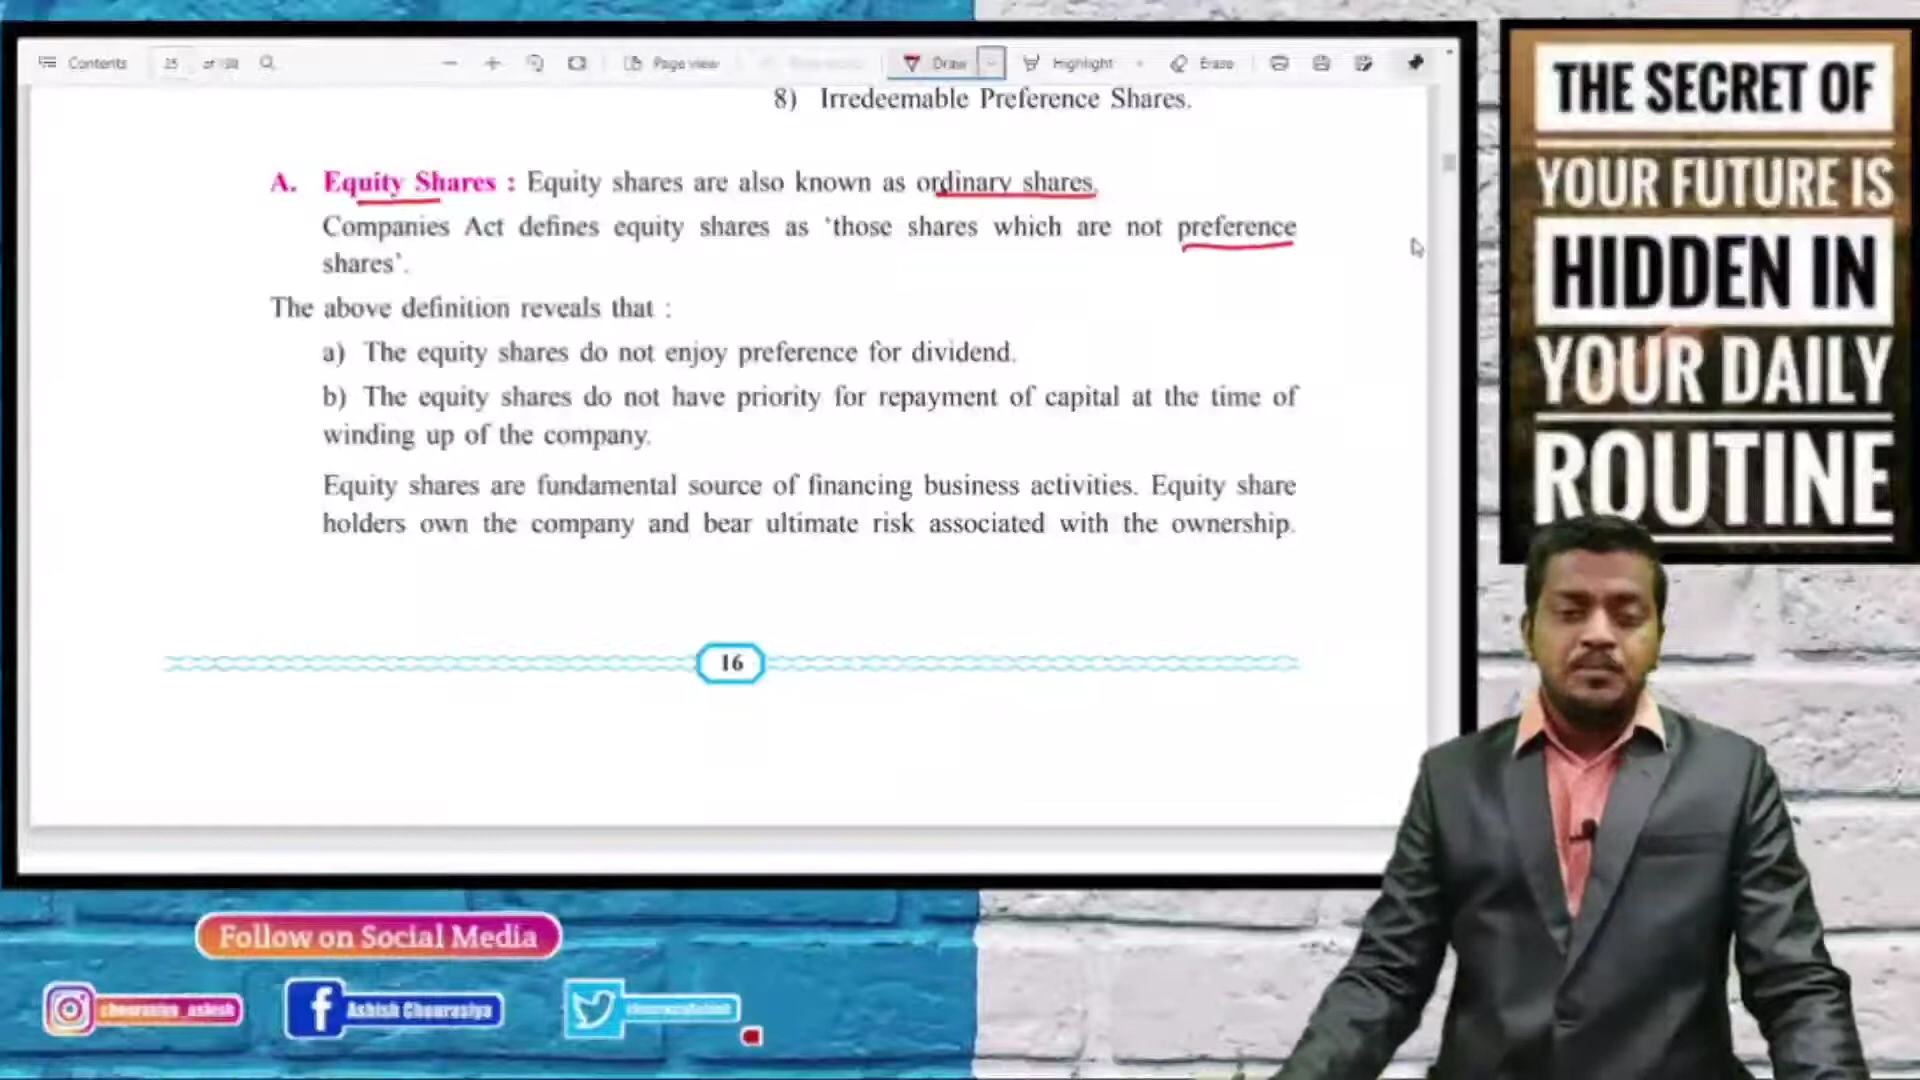 Contents 25 of Page view Draw Highlight Erase
8) Irredeemable Preference Shares.
A. Equity Shares : Equity shares are also known as ordinary shares.
Companies Act defines equity shares as ‘those shares which are not preference
shares’.
The above definition reveals that :
a) The equity shares do not enjoy preference for dividend.
b) The equity shares do not have priority for repayment of capital at the time of
winding up of the company.
Equity shares are fundamental source of financing business activities. Equity share
holders own the company and bear ultimate risk associated with the ownership.
16
THE SECRET OF
YOUR FUTURE IS
HIDDEN IN
YOUR DAILY
ROUTINE
Follow on Social Media
chourasiya_ashish
Ashish Chourasiya